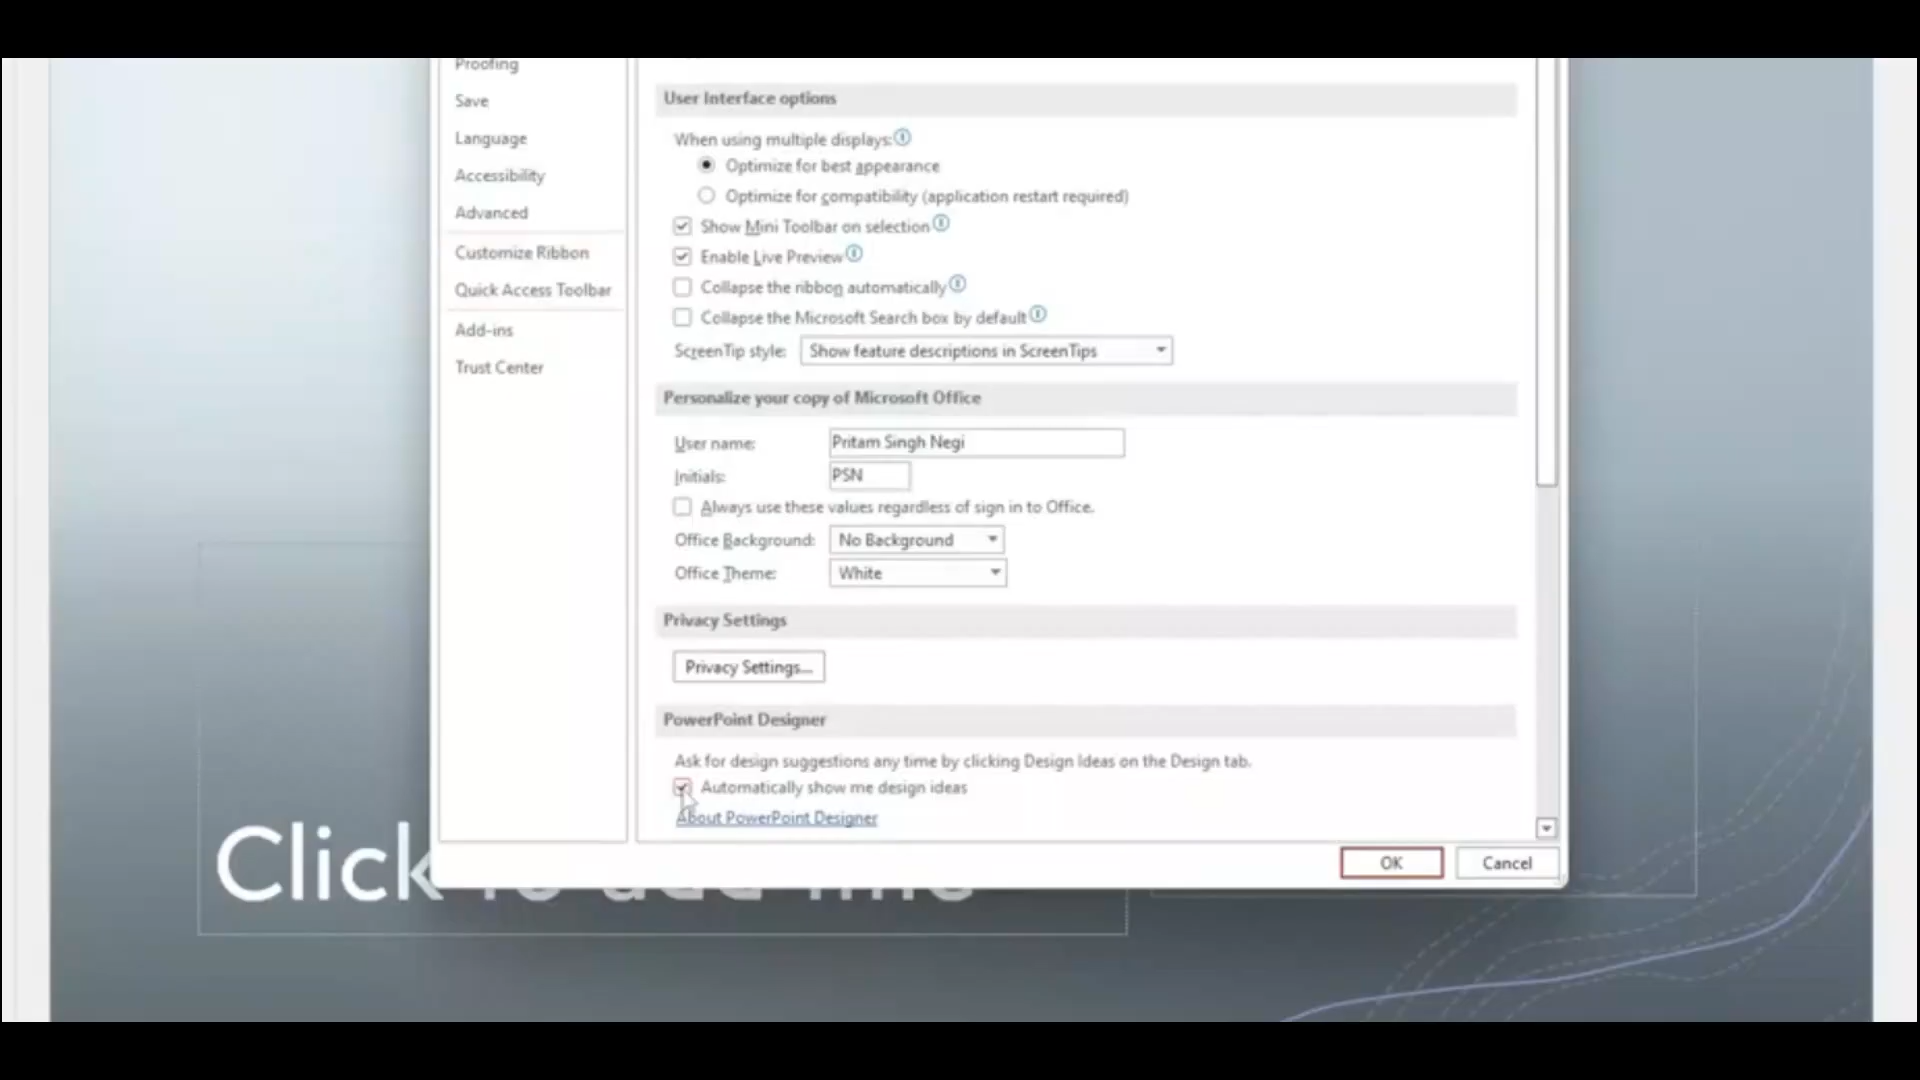 Proofing
Save
Language
Accessibility
Advanced
Customize Ribbon
Quick Access Toolbar
Add-ins
Trust Center
User Interface options
When using multiple displays:
Optimize for best appearance
Optimize for compatibility (application restart required)
Show Mini Toolbar on selection
Enable Live Preview
Collapse the ribbon automatically
Collapse the Microsoft Search box by default
ScreenTip style: Show feature descriptions in ScreenTips
Personalize your copy of Microsoft Office
User name: Pritam Singh Negi
Initials: PSN
Always use these values regardless of sign in to Office.
Office Background: No Background
Office Theme: White
Privacy Settings
Privacy Settings...
PowerPoint Designer
Ask for design suggestions any time by clicking Design Ideas on the Design tab.
Automatically show me design ideas
About PowerPoint Designer
OK Cancel
Click to add title